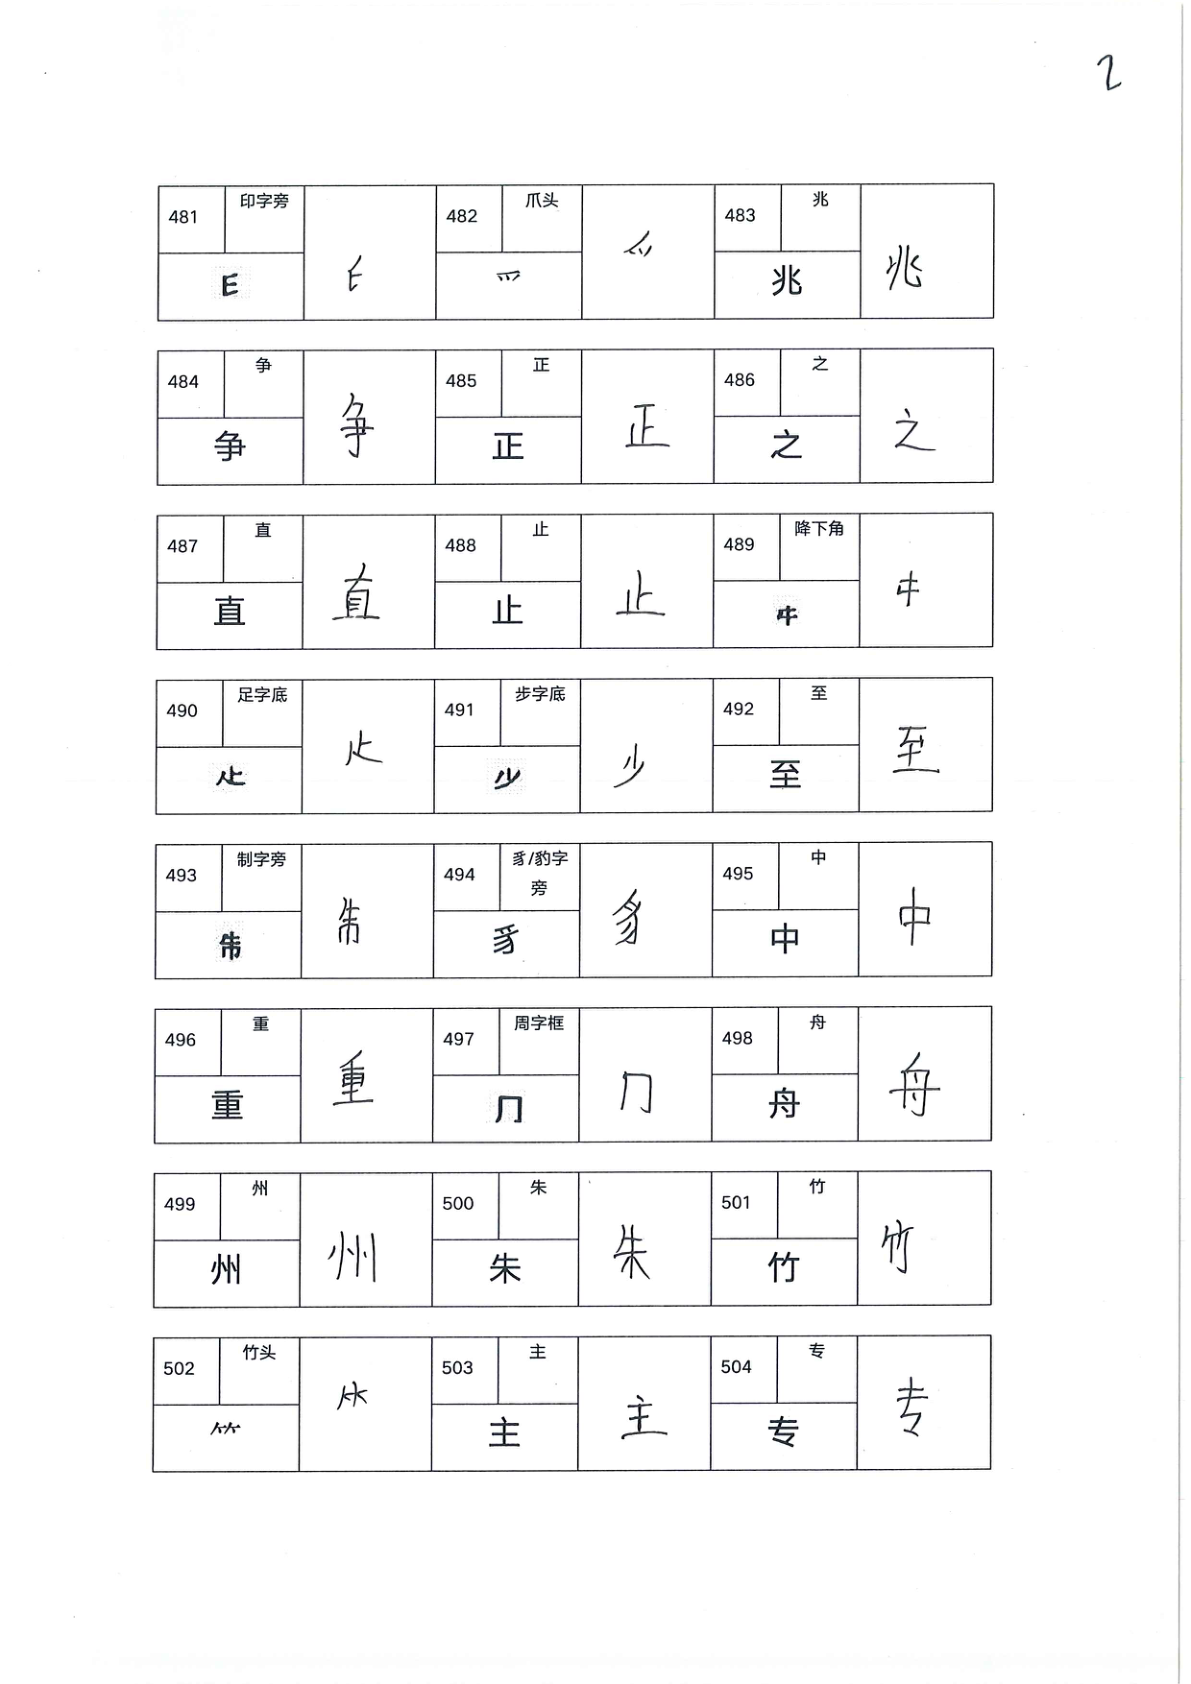 2
481 印字旁 482 爪头 483 兆
爫 兆 兆
484 争 485 正 486 之
争 争 正 正 之 之
487 直 488 止 489 降下角
直 直 止 止 㐄 㐄
490 足字底 491 步字底 492 至
龰 龰 少 少 至 至
493 制字旁 494 豸/豹字旁 495 中
豸 豸 中 中
496 重 497 周字框 498 舟
重 重 ⺆ ⺆ 舟 舟
499 州 500 朱 501 竹
州 州 朱 朱 竹 竹
502 竹头 503 主 504 专
⺮ ⺮ 主 主 专 专